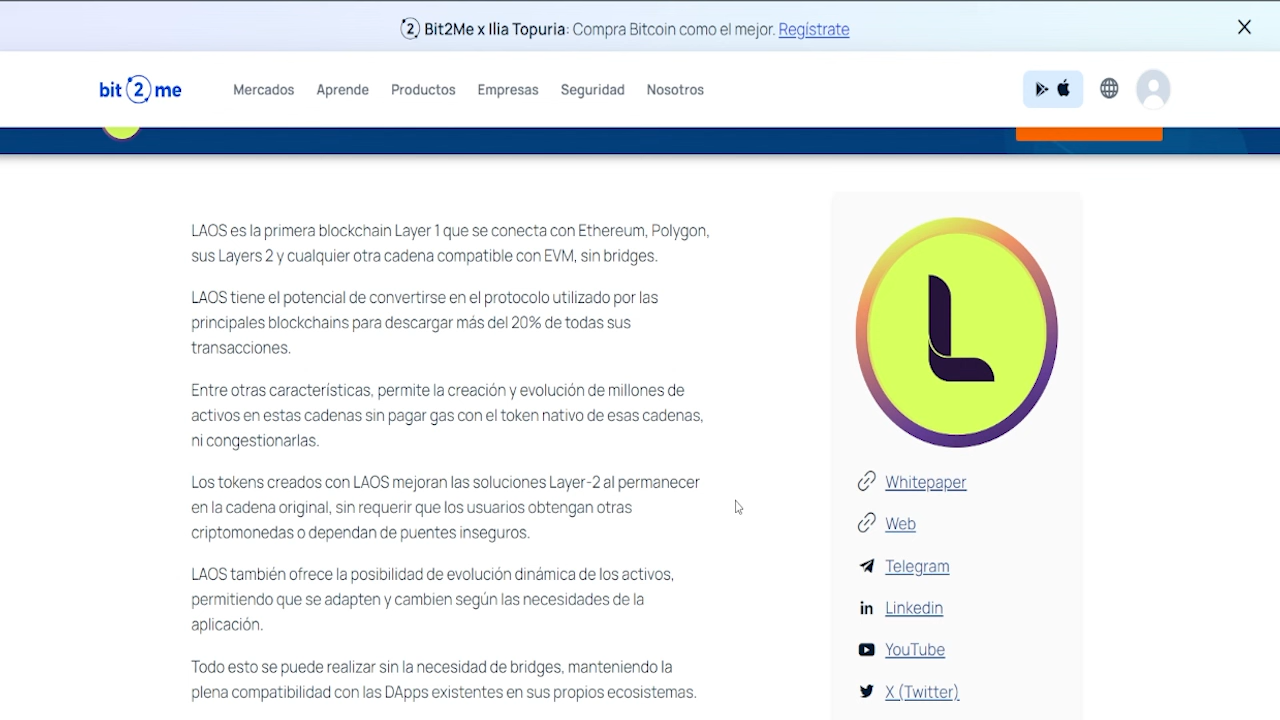 2 Bit2Me x Ilia Topuria: Compra Bitcoin como el mejor. Regístrate
bit 2 me
Mercados Aprende Productos Empresas Seguridad Nosotros
LAOS es la primera blockchain Layer 1 que se conecta con Ethereum, Polygon,
sus Layers 2 y cualquier otra cadena compatible con EVM, sin bridges.
LAOS tiene el potencial de convertirse en el protocolo utilizado por las
principales blockchains para descargar más del 20% de todas sus
transacciones.
Entre otras características, permite la creación y evolución de millones de
activos en estas cadenas sin pagar gas con el token nativo de esas cadenas,
ni congestionarlas.
Los tokens creados con LAOS mejoran las soluciones Layer-2 al permanecer
en la cadena original, sin requerir que los usuarios obtengan otras
criptomonedas o dependan de puentes inseguros.
LAOS también ofrece la posibilidad de evolución dinámica de los activos,
permitiendo que se adapten y cambien según las necesidades de la
aplicación.
Todo esto se puede realizar sin la necesidad de bridges, manteniendo la
plena compatibilidad con las DApps existentes en sus propios ecosistemas.
L
Whitepaper
Web
Telegram
in Linkedin
YouTube
X (Twitter)